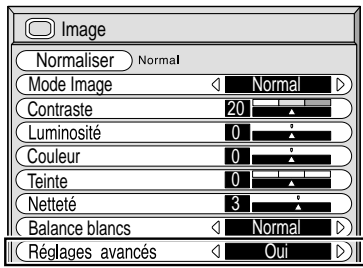 Image
Normaliser Normal
Mode Image Normal
Contraste 20
Luminosité 0
Couleur 0
Teinte 0
Netteté 3
Balance blancs Normal
Réglages avancés Oui